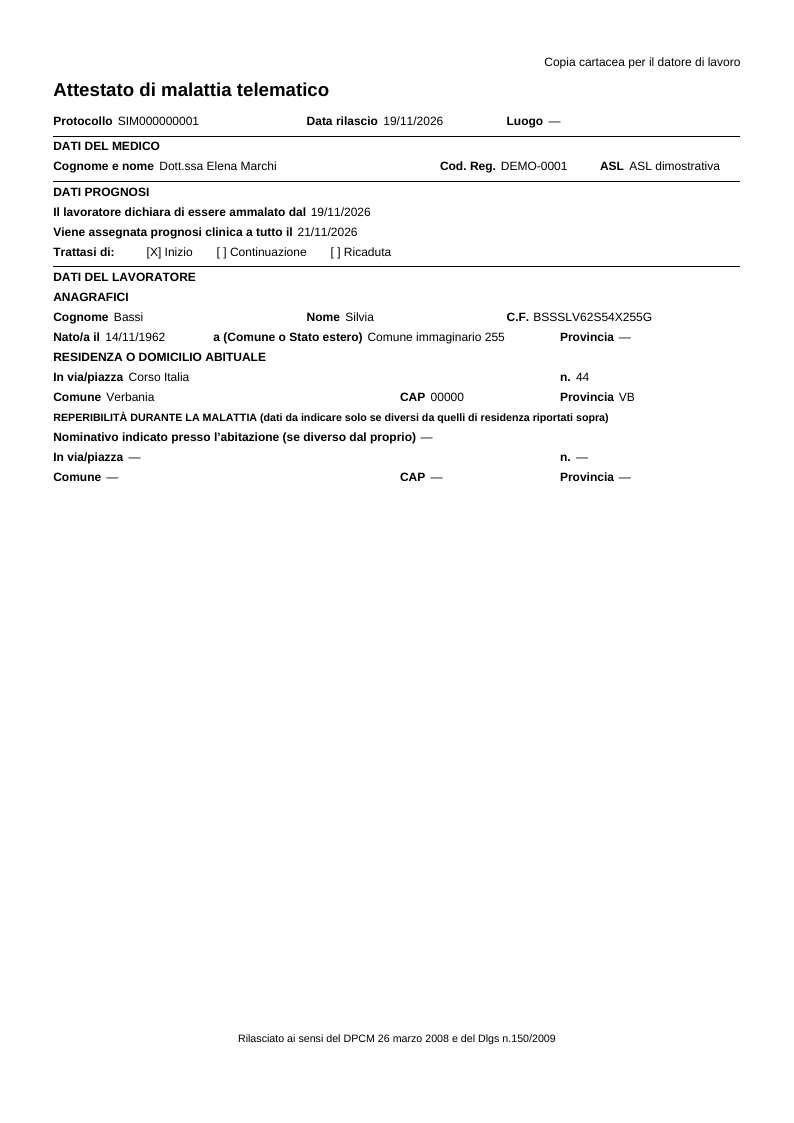 Copia cartacea per il datore di lavoro
Attestato di malattia telematico
Protocollo SIM000000001 Data rilascio 19/11/2026 Luogo —
DATI DEL MEDICO
Cognome e nome Dott.ssa Elena Marchi Cod. Reg. DEMO-0001 ASL ASL dimostrativa
DATI PROGNOSI
Il lavoratore dichiara di essere ammalato dal 19/11/2026
Viene assegnata prognosi clinica a tutto il 21/11/2026
Trattasi di: [X] Inizio [ ] Continuazione [ ] Ricaduta
DATI DEL LAVORATORE
ANAGRAFICI
Cognome Bassi Nome Silvia C.F. BSSSLV62S54X255G
Nato/a il 14/11/1962 a (Comune o Stato estero) Comune immaginario 255 Provincia —
RESIDENZA O DOMICILIO ABITUALE
In via/piazza Corso Italia n. 44
Comune Verbania CAP 00000 Provincia VB
REPERIBILITÀ DURANTE LA MALATTIA (dati da indicare solo se diversi da quelli di residenza riportati sopra)
Nominativo indicato presso l’abitazione (se diverso dal proprio) —
In via/piazza — n. —
Comune — CAP — Provincia —
Rilasciato ai sensi del DPCM 26 marzo 2008 e del Dlgs n.150/2009